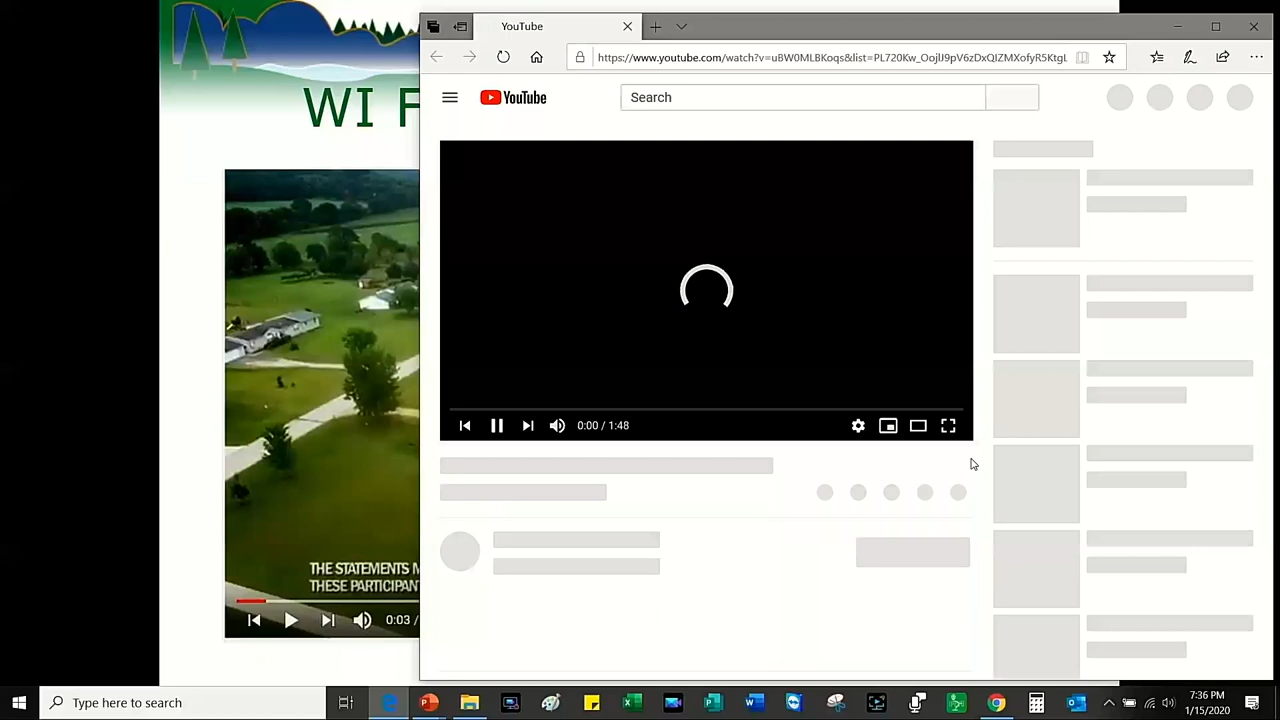 YouTube
https://www.youtube.com/watch?v=uBW0MLBKoqs&list=PL720Kw_OojlJ9pV6zDxQIZMXofyR5KtgL
WI F
YouTube
Search
0:00 / 1:48
THE STATEMENTS M
THESE PARTICIPAN
0:03 /
Type here to search
7:36 PM
1/15/2020